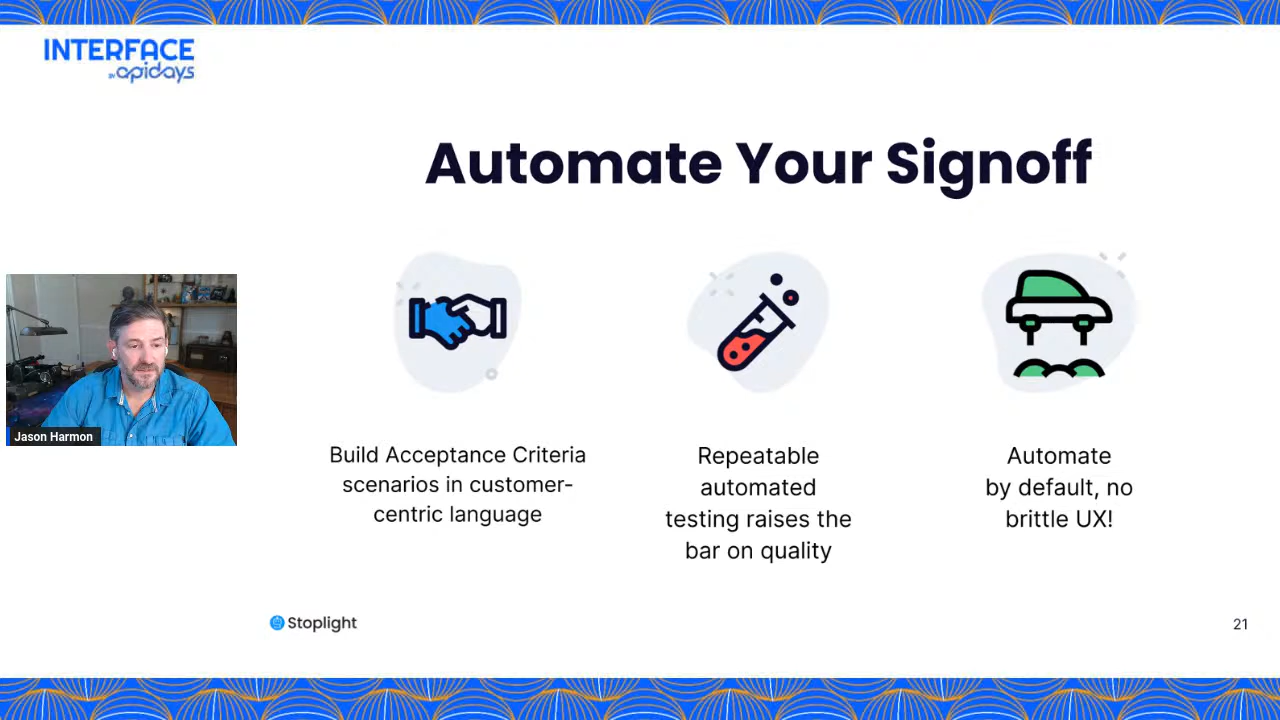 INTERFACE
BY apidays
Automate Your Signoff
Jason Harmon
Build Acceptance Criteria
scenarios in customer-
centric language
Repeatable
automated
testing raises the
bar on quality
Automate
by default, no
brittle UX!
Stoplight
21